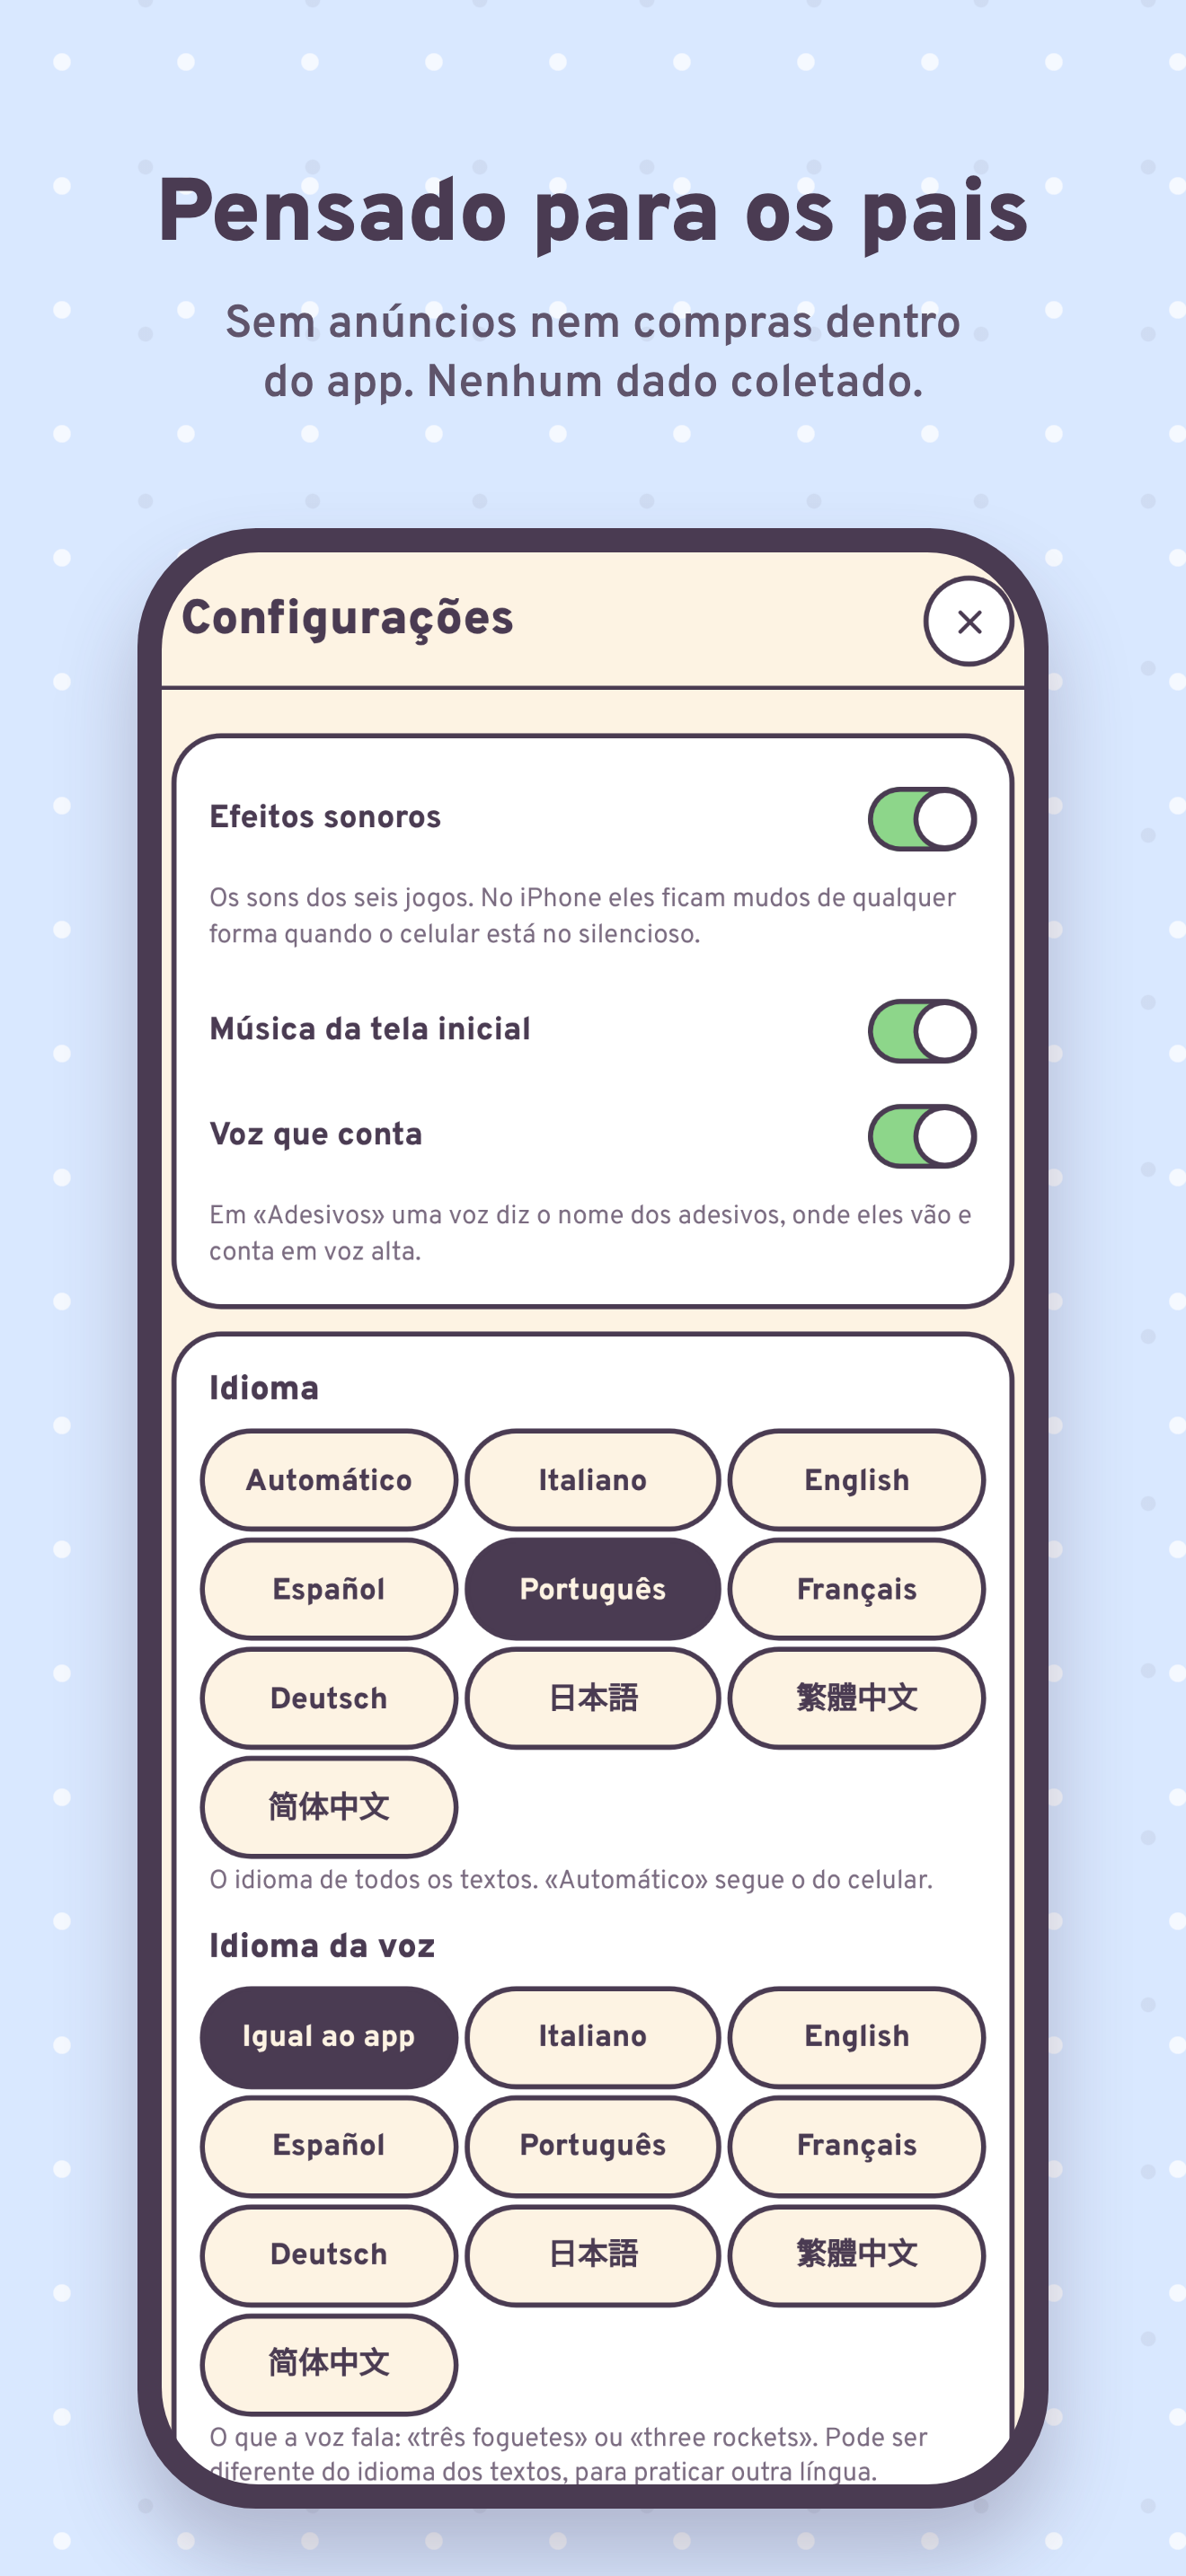 Pensado para os pais
Sem anúncios nem compras dentro
do app. Nenhum dado coletado.
Configurações
Efeitos sonoros
Os sons dos seis jogos. No iPhone eles ficam mudos de qualquer
forma quando o celular está no silencioso.
Música da tela inicial
Voz que conta
Em «Adesivos» uma voz diz o nome dos adesivos, onde eles vão e
conta em voz alta.
Idioma
Automático
Italiano
English
Español
Português
Français
Deutsch
日本語
繁體中文
简体中文
O idioma de todos os textos. «Automático» segue o do celular.
Idioma da voz
Igual ao app
Italiano
English
Español
Português
Français
Deutsch
日本語
繁體中文
简体中文
O que a voz fala: «três foguetes» ou «three rockets». Pode ser
diferente do idioma dos textos, para praticar outra língua.